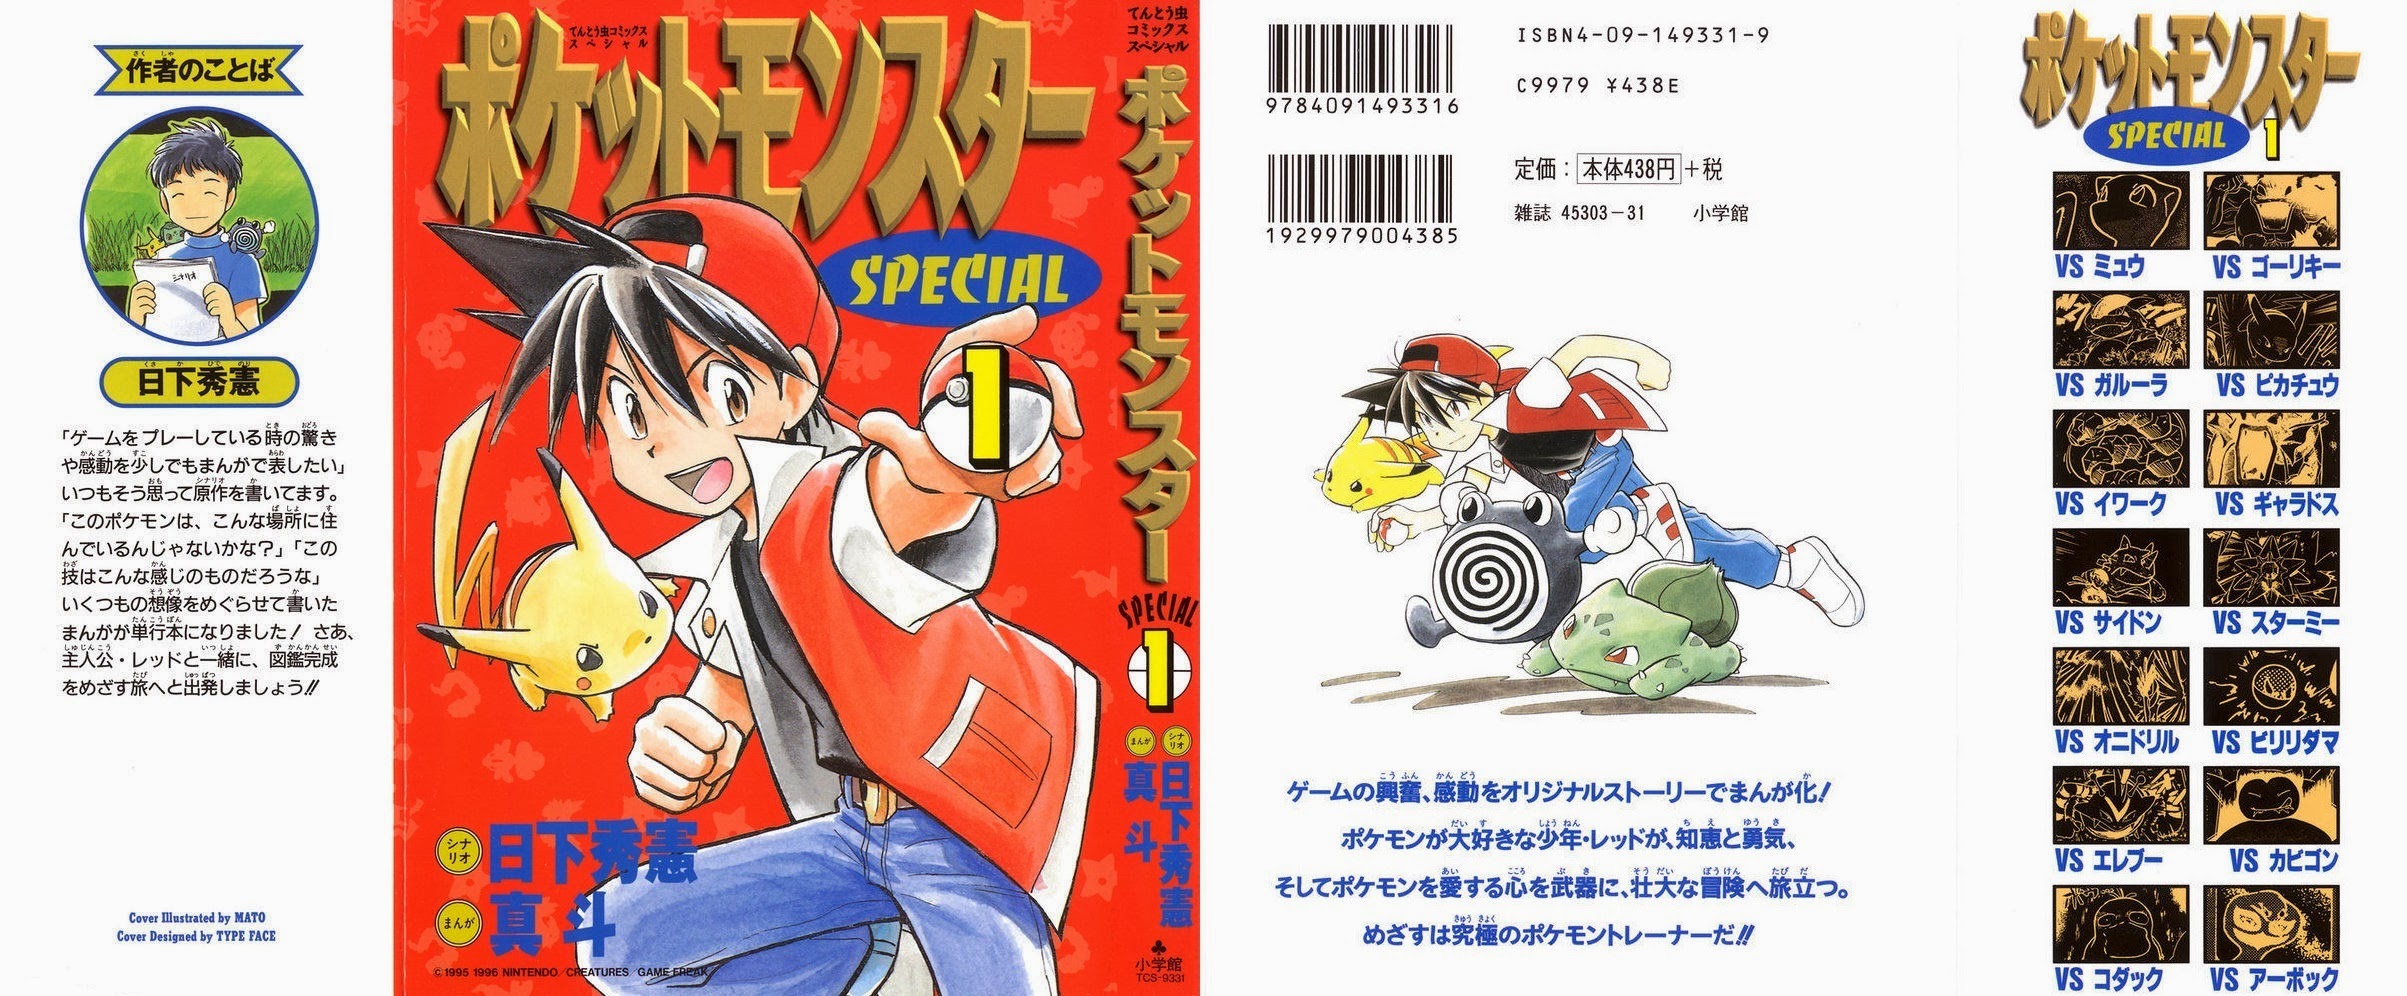 作者のことば
さくしゃ
シナリオ
日下秀憲
くさかひでのり
「ゲームをプレーしている時の驚き
や感動を少しでもまんがで表したい」
いつもそう思って原作を書いてます。
「このポケモンは、こんな場所に住
んでいるんじゃないかな?」「この
技はこんな感じのものだろうな」
いくつもの想像をめぐらせて書いた
まんがが単行本になりました! さあ、
主人公・レッドと一緒に、図鑑完成
をめざす旅へと出発しましょう!!
Cover Illustrated by MATO
Cover Designed by TYPE FACE
てんとう虫コミックス
スペシャル
ポケットモンスター
SPECIAL
1
シナリオ
日下秀憲
まんが
真斗
© 1995 1996 NINTENDO/CREATURES/GAME FREAK
てんとう虫
コミックス
スペシャル
ポケットモンスター
SPECIAL
1
シナリオ
日下秀憲
まんが
真斗
小学館
TCS-9331
9784091493316
1929979004385
ISBN4-09-149331-9
C9979 ¥438E
定価:本体438円+税
雑誌 45303-31 小学館
ゲームの興奮、感動をオリジナルストーリーでまんが化!
ポケモンが大好きな少年・レッドが、知恵と勇気、
そしてポケモンを愛する心を武器に、壮大な冒険へ旅立つ。
めざすは究極のポケモントレーナーだ!!
ポケットモンスター
SPECIAL 1
VS ミュウ
VS ゴーリキー
VS ガルーラ
VS ピカチュウ
VS イワーク
VS ギャラドス
VS サイドン
VS スターミー
VS オニドリル
VS ビリリダマ
VS エレブー
VS カビゴン
VS コダック
VS アーボック